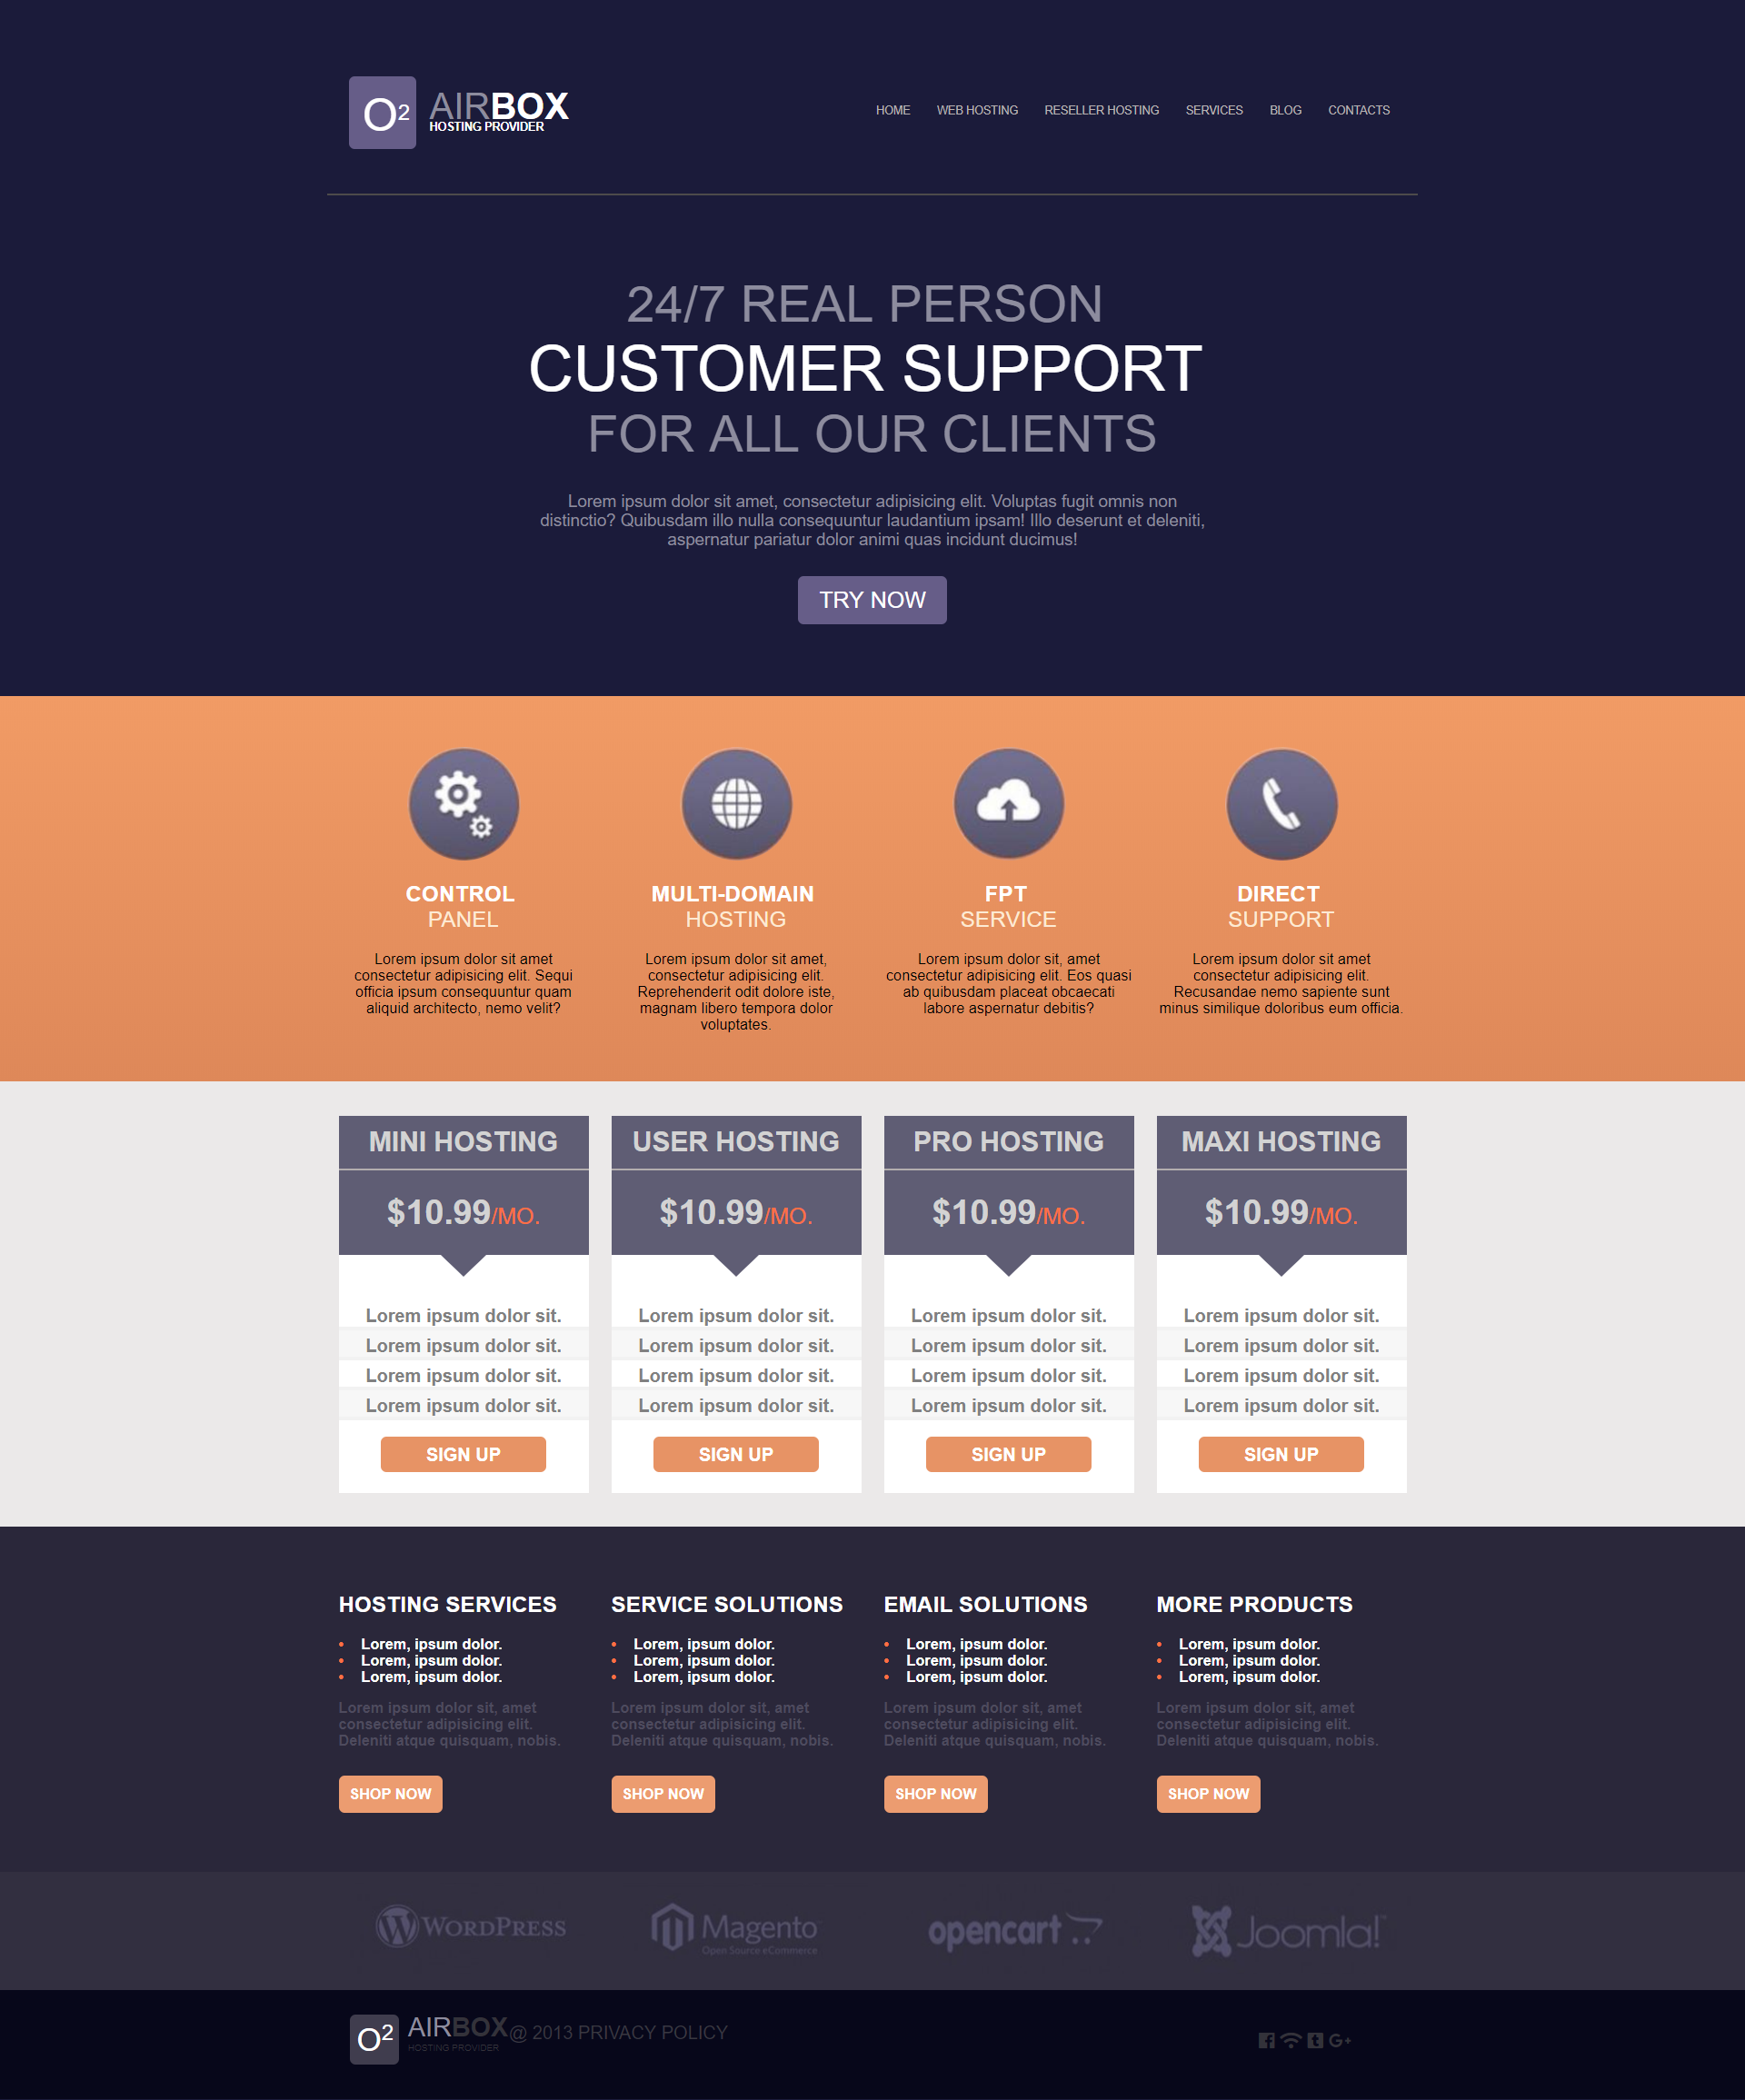 O2 AIRBOX
HOSTING PROVIDER
HOME WEB HOSTING RESELLER HOSTING SERVICES BLOG CONTACTS
24/7 REAL PERSON
CUSTOMER SUPPORT
FOR ALL OUR CLIENTS
Lorem ipsum dolor sit amet, consectetur adipisicing elit. Voluptas fugit omnis non
distinctio? Quibusdam illo nulla consequuntur laudantium ipsam! Illo deserunt et deleniti,
aspernatur pariatur dolor animi quas incidunt ducimus!
TRY NOW
CONTROL
PANEL
Lorem ipsum dolor sit amet
consectetur adipisicing elit. Sequi
officia ipsum consequuntur quam
aliquid architecto, nemo velit?
MULTI-DOMAIN
HOSTING
Lorem ipsum dolor sit amet,
consectetur adipisicing elit.
Reprehenderit odit dolore iste,
magnam libero tempora dolor
voluptates.
FPT
SERVICE
Lorem ipsum dolor sit, amet
consectetur adipisicing elit. Eos quasi
ab quibusdam placeat obcaecati
labore aspernatur debitis?
DIRECT
SUPPORT
Lorem ipsum dolor sit amet
consectetur adipisicing elit.
Recusandae nemo sapiente sunt
minus similique doloribus eum officia.
MINI HOSTING
$10.99/MO.
Lorem ipsum dolor sit.
Lorem ipsum dolor sit.
Lorem ipsum dolor sit.
Lorem ipsum dolor sit.
SIGN UP
USER HOSTING
$10.99/MO.
Lorem ipsum dolor sit.
Lorem ipsum dolor sit.
Lorem ipsum dolor sit.
Lorem ipsum dolor sit.
SIGN UP
PRO HOSTING
$10.99/MO.
Lorem ipsum dolor sit.
Lorem ipsum dolor sit.
Lorem ipsum dolor sit.
Lorem ipsum dolor sit.
SIGN UP
MAXI HOSTING
$10.99/MO.
Lorem ipsum dolor sit.
Lorem ipsum dolor sit.
Lorem ipsum dolor sit.
Lorem ipsum dolor sit.
SIGN UP
HOSTING SERVICES
• Lorem, ipsum dolor.
• Lorem, ipsum dolor.
• Lorem, ipsum dolor.
Lorem ipsum dolor sit, amet
consectetur adipisicing elit.
Deleniti atque quisquam, nobis.
SHOP NOW
SERVICE SOLUTIONS
• Lorem, ipsum dolor.
• Lorem, ipsum dolor.
• Lorem, ipsum dolor.
Lorem ipsum dolor sit, amet
consectetur adipisicing elit.
Deleniti atque quisquam, nobis.
SHOP NOW
EMAIL SOLUTIONS
• Lorem, ipsum dolor.
• Lorem, ipsum dolor.
• Lorem, ipsum dolor.
Lorem ipsum dolor sit, amet
consectetur adipisicing elit.
Deleniti atque quisquam, nobis.
SHOP NOW
MORE PRODUCTS
• Lorem, ipsum dolor.
• Lorem, ipsum dolor.
• Lorem, ipsum dolor.
Lorem ipsum dolor sit, amet
consectetur adipisicing elit.
Deleniti atque quisquam, nobis.
SHOP NOW
WORDPRESS
Magento
Open Source eCommerce
opencart
Joomla!
O2 AIRBOX@ 2013 PRIVACY POLICY
HOSTING PROVIDER